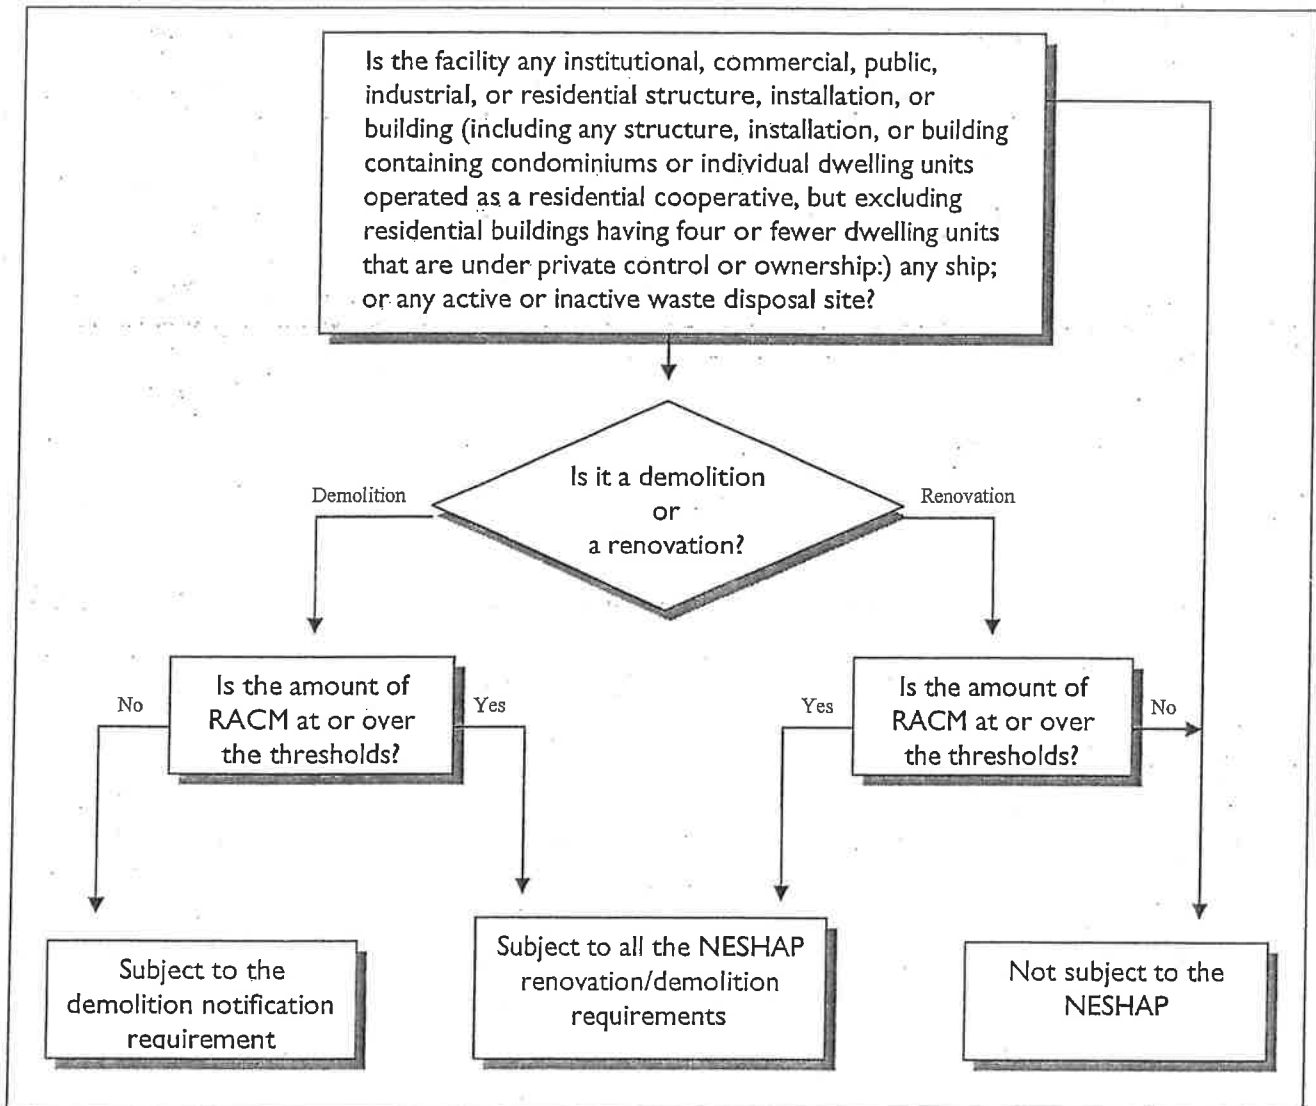 Is the facility any institutional, commercial, public,
industrial, or residential structure, installation, or
building (including any structure, installation, or building
containing condominiums or individual dwelling units
operated as a residential cooperative, but excluding
residential buildings having four or fewer dwelling units
that are under private control or ownership:) any ship;
or any active or inactive waste disposal site?
Is it a demolition
or
a renovation?
Demolition
Renovation
Is the amount of
RACM at or over
the thresholds?
No
Yes
Is the amount of
RACM at or over
the thresholds?
Yes
No
Subject to the
demolition notification
requirement
Subject to all the NESHAP
renovation/demolition
requirements
Not subject to the
NESHAP